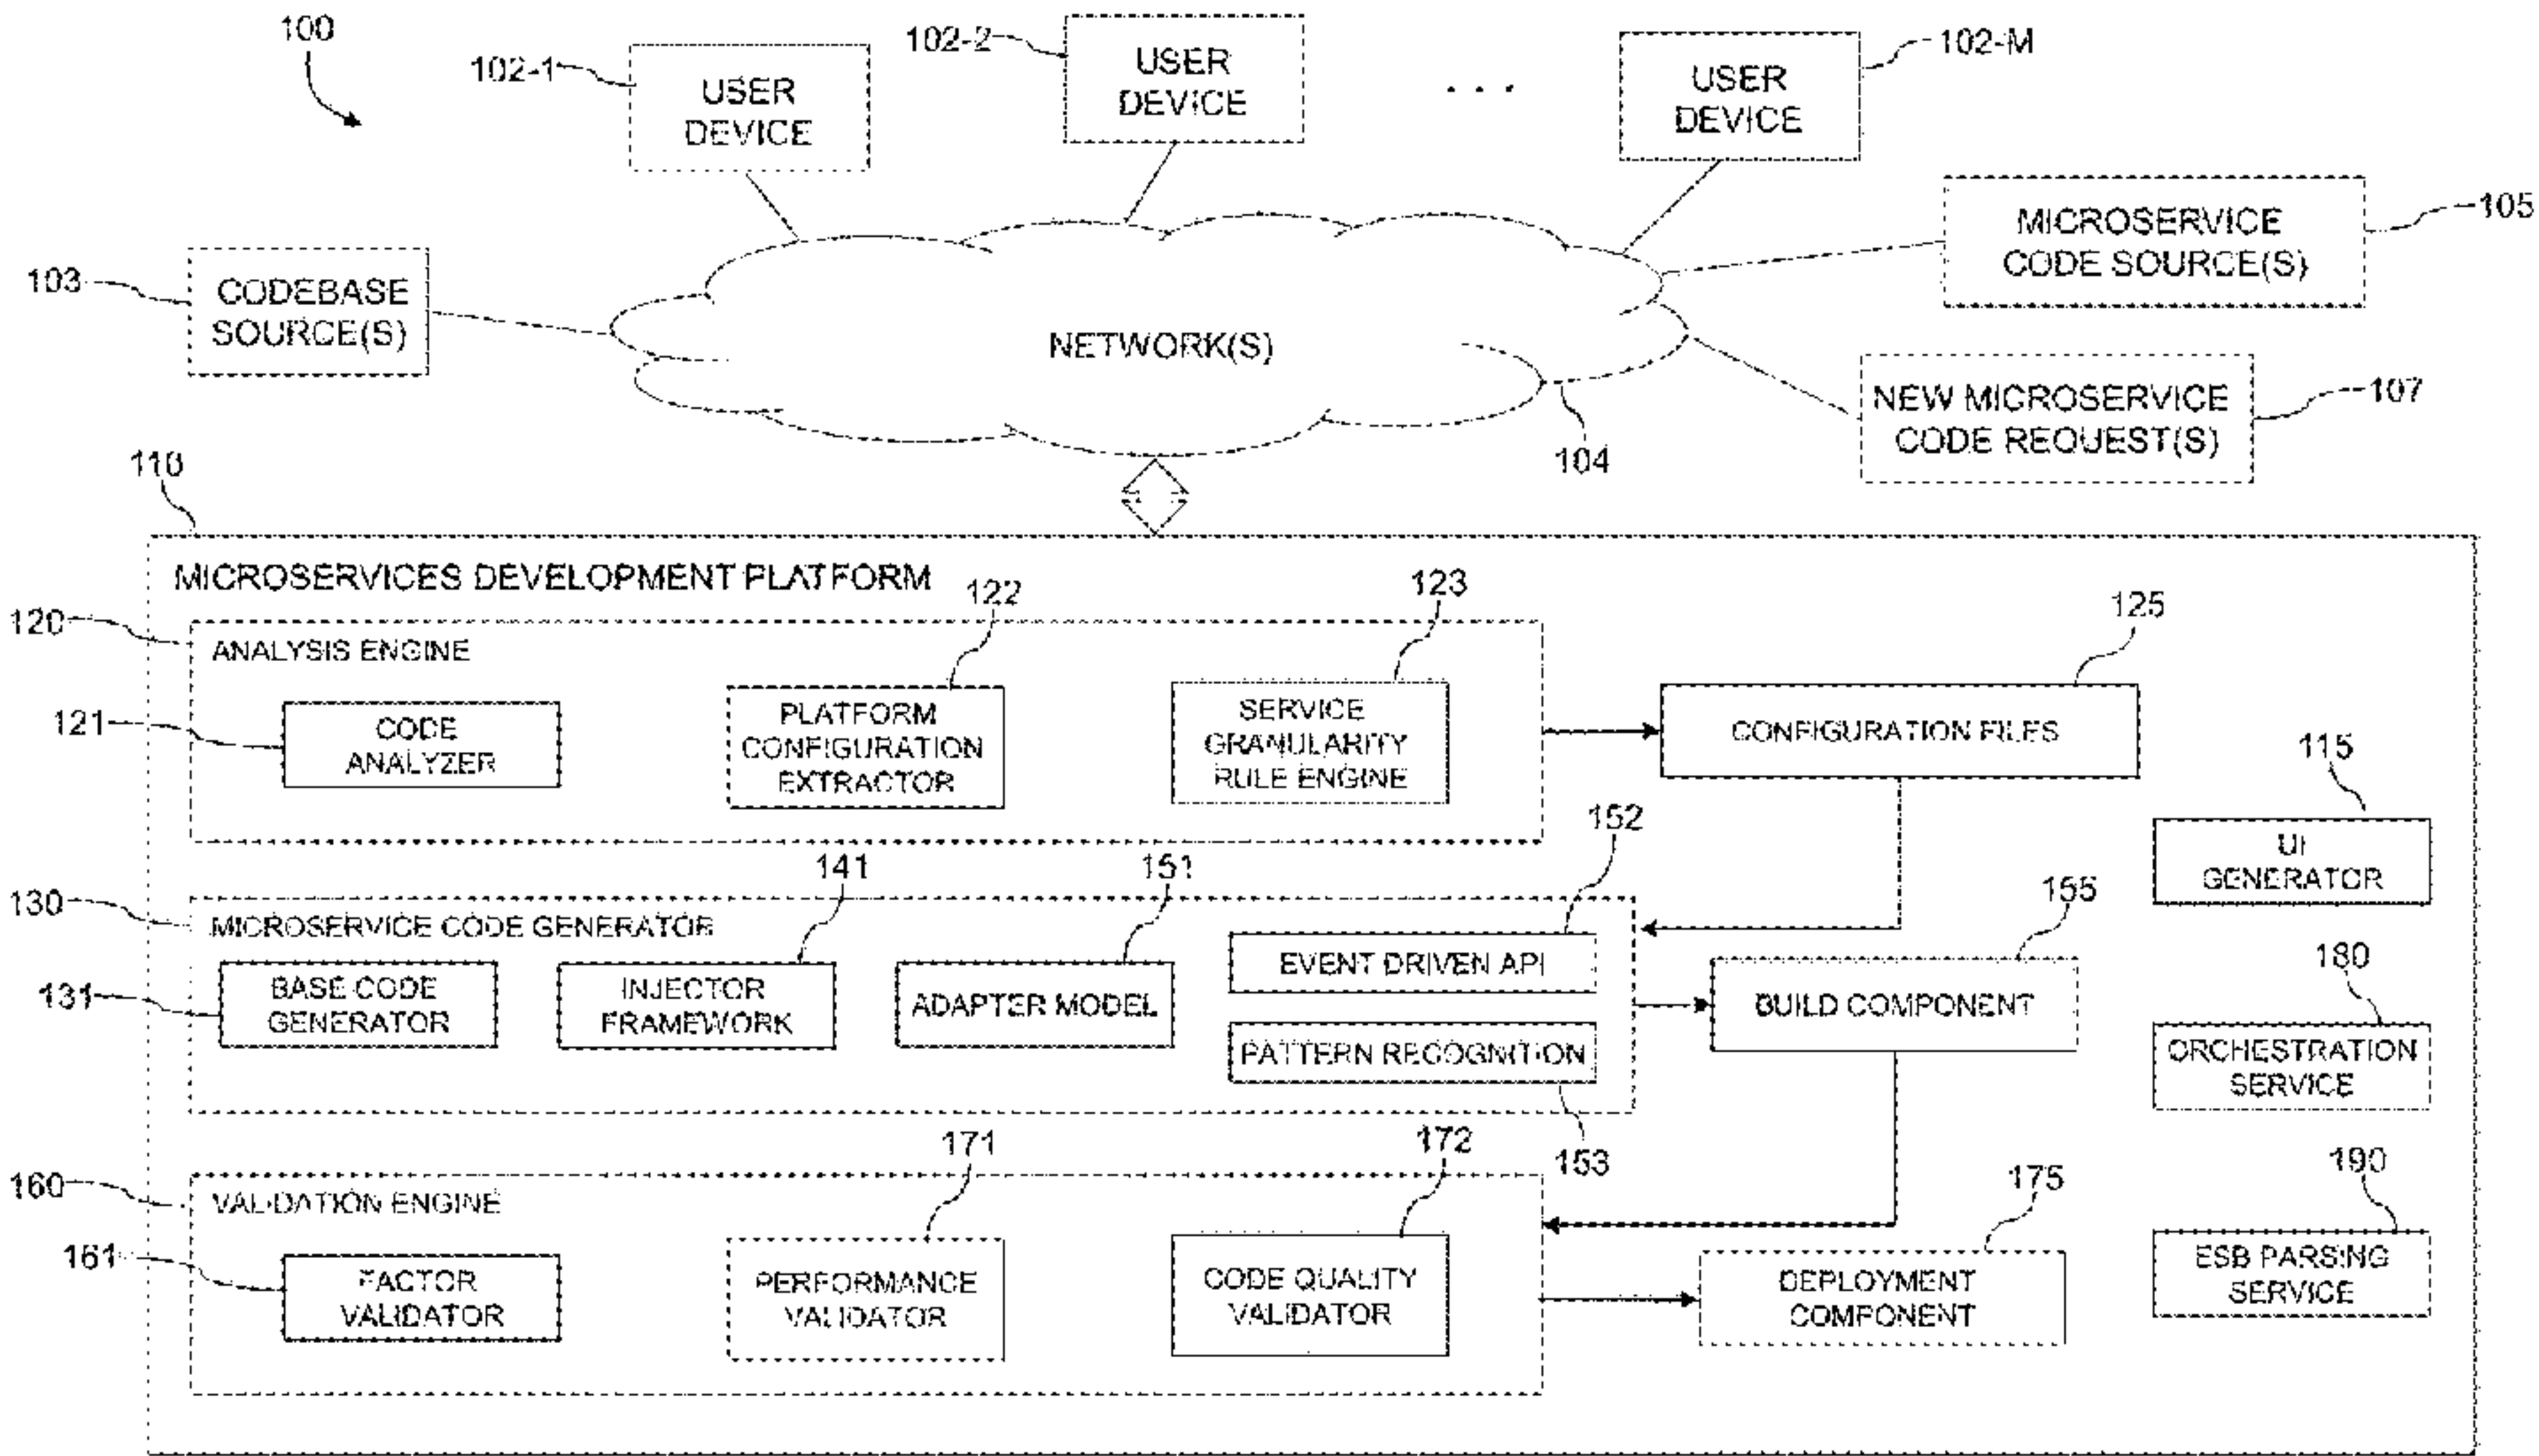 100
102-1
USER
DEVICE
102-2
USER
DEVICE
. . .
USER
DEVICE
102-M
103
CODEBASE
SOURCE(S)
NETWORK(S)
104
MICROSERVICE
CODE SOURCE(S)
105
NEW MICROSERVICE
CODE REQUEST(S)
107
110
MICROSERVICES DEVELOPMENT PLATFORM
120
ANALYSIS ENGINE
121
CODE
ANALYZER
122
PLATFORM
CONFIGURATION
EXTRACTOR
123
SERVICE
GRANULARITY
RULE ENGINE
125
CONFIGURATION FILES
115
UI
GENERATOR
130
MICROSERVICE CODE GENERATOR
131
BASE CODE
GENERATOR
141
INJECTOR
FRAMEWORK
151
ADAPTER MODEL
152
EVENT DRIVEN API
PATTERN RECOGNITION
153
155
BUILD COMPONENT
180
ORCHESTRATION
SERVICE
160
VALIDATION ENGINE
161
FACTOR
VALIDATOR
171
PERFORMANCE
VALIDATOR
172
CODE QUALITY
VALIDATOR
175
DEPLOYMENT
COMPONENT
190
ESB PARSING
SERVICE